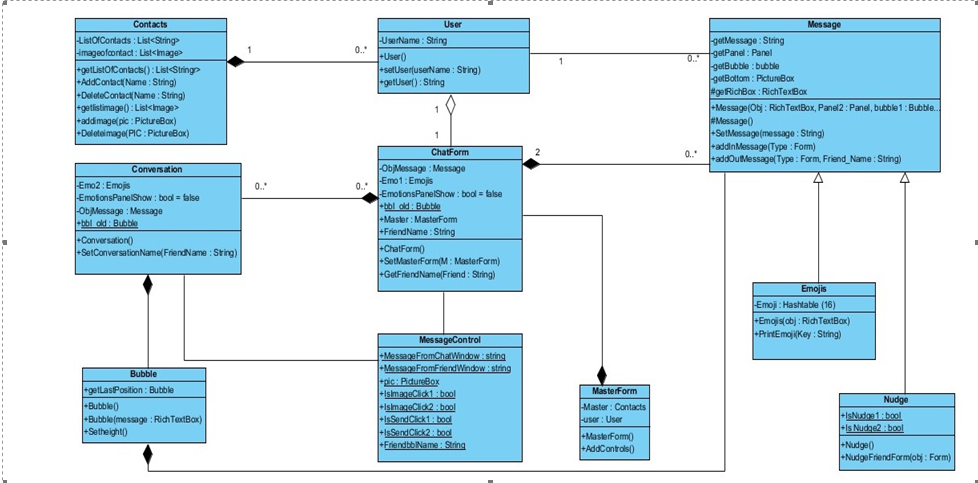 Contacts
-ListOfContacts : List<String>
-imageofcontact : List<Image>
+getListOfContacts() : List<Stringr>
+AddContact(Name : String)
+DeleteContact(Name : String)
+getlistimage() : List<Image>
+addimage(pic : PictureBox)
+Deleteimage(PIC : PictureBox)
1
0..*
User
-UserName : String
+User()
+setUser(userName : String)
+getUser() : String
1
0..*
Message
-getMessage : String
-getPanel : Panel
-getBubble : bubble
-getBottom : PictureBox
#getRichBox : RichTextBox
+Message(Obj : RichTextBox, Panel2 : Panel, bubble1 : Bubble...
#Message()
+SetMessage(message : String)
+addInMessage(Type : Form)
+addOutMessage(Type : Form, Friend_Name : String)
1
1
ChatForm
-ObjMessage : Message
-Emo1 : Emojis
-EmotionsPanelShow : bool = false
+bbl_old : Bubble
+Master : MasterForm
+FriendName : String
+ChatForm()
+SetMasterForm(M : MasterForm)
+GetFriendName(Friend : String)
2
0..*
Conversation
-Emo2 : Emojis
-EmotionsPanelShow : bool = false
-ObjMessage : Message
+bbl_old : Bubble
+Conversation()
+SetConversationName(FriendName : String)
0..*
0..*
Emojis
-Emoji : Hashtable (16)
+Emojis(obj : RichTextBox)
+PrintEmoji(Key : String)
MessageControl
+MessageFromChatWindow : string
+MessageFromFriendWindow : string
+pic : PictureBox
+IsImageClick1 : bool
+IsImageClick2 : bool
+IsSendClick1 : bool
+IsSendClick2 : bool
+FriendbblName : String
Bubble
+getLastPosition : Bubble
+Bubble()
+Bubble(message : RichTextBox)
+Setheight()
MasterForm
-Master : Contacts
-user : User
+MasterForm()
+AddControls()
Nudge
+IsNudge1 : bool
+Is Nudge2 : bool
+Nudge()
+NudgeFriendForm(obj : Form)